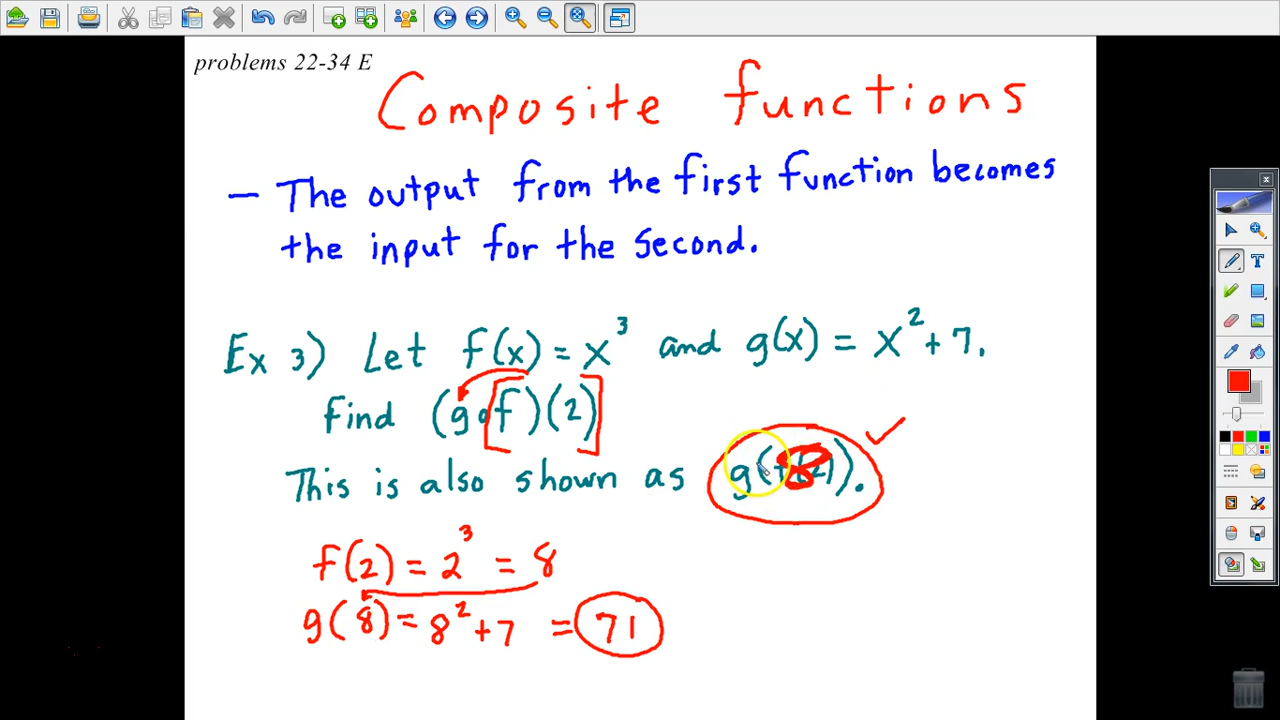 problems 22-34 E
Composite functions
- The output from the first function becomes
the input for the second.
Ex 3) Let f(x) = x³ and g(x) = x² + 7.
Find (g∘f)(2)
This is also shown as g(f(2)).
8
f(2) = 2³ = 8
g(8) = 8² + 7 = 71